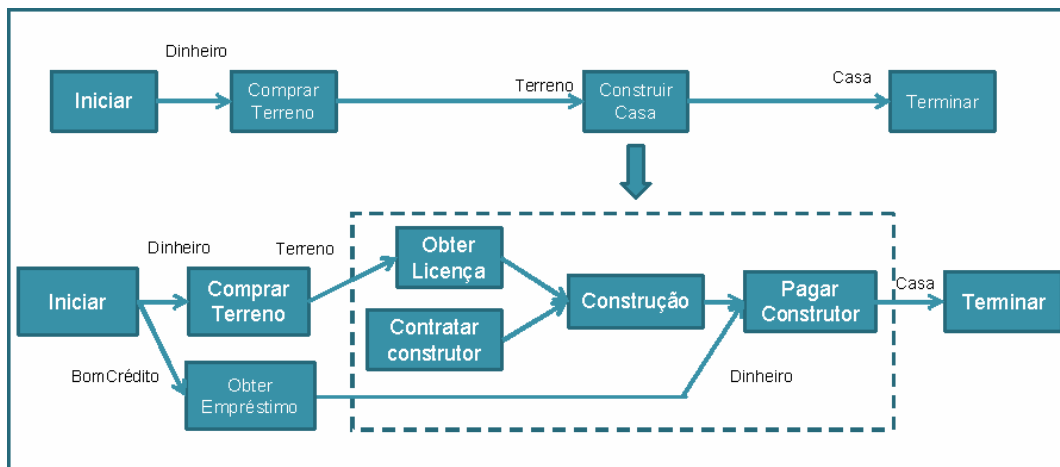 Dinheiro
Iniciar
Comprar
Terreno
Terreno
Construir
Casa
Casa
Terminar
Dinheiro
Terreno
Obter
Licença
Iniciar
Comprar
Terreno
Construção
Pagar
Construtor
Casa
Terminar
Contratar
construtor
BomCrédito
Obter
Empréstimo
Dinheiro